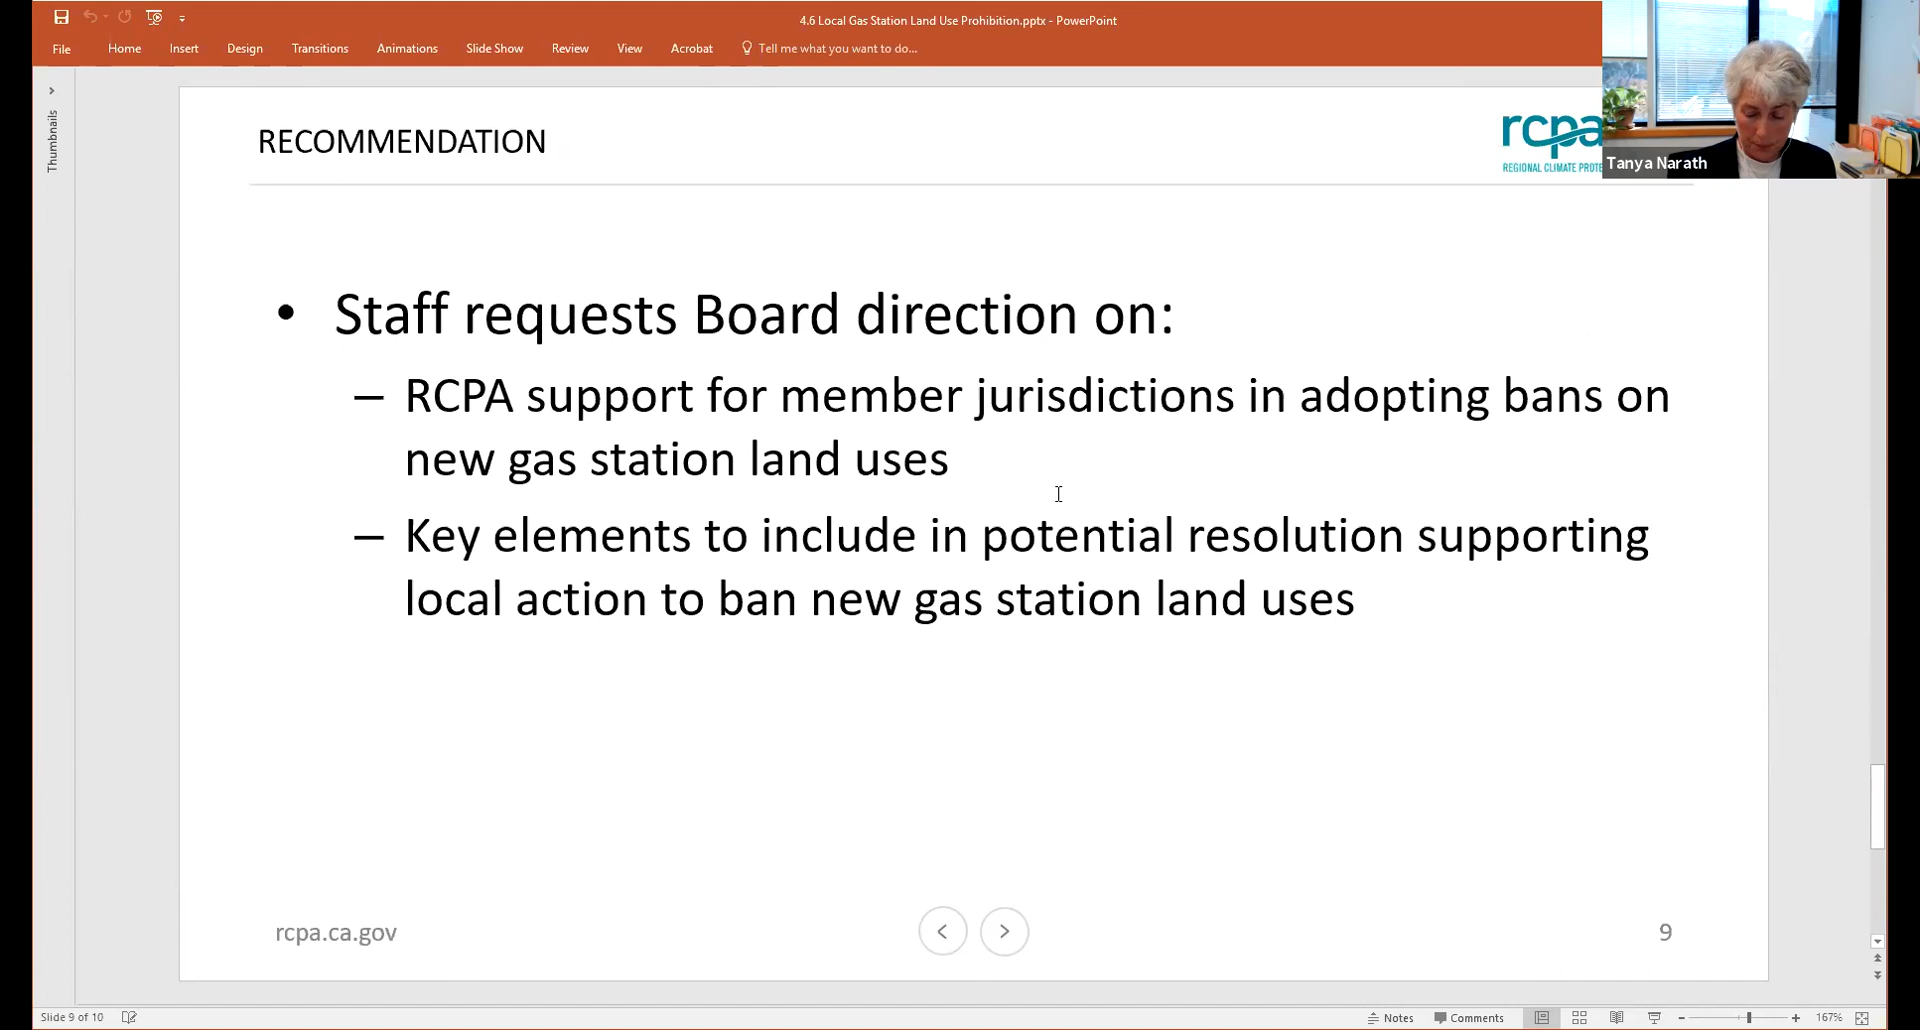 4.6 Local Gas Station Land Use Prohibition.pptx - PowerPoint
File Home Insert Design Transitions Animations Slide Show Review View Acrobat Tell me what you want to do...
Thumbnails
RECOMMENDATION
rcpa
REGIONAL CLIMATE PROTE
Tanya Narath
• Staff requests Board direction on:
– RCPA support for member jurisdictions in adopting bans on
new gas station land uses
– Key elements to include in potential resolution supporting
local action to ban new gas station land uses
rcpa.ca.gov
9
Slide 9 of 10
Notes Comments 167%